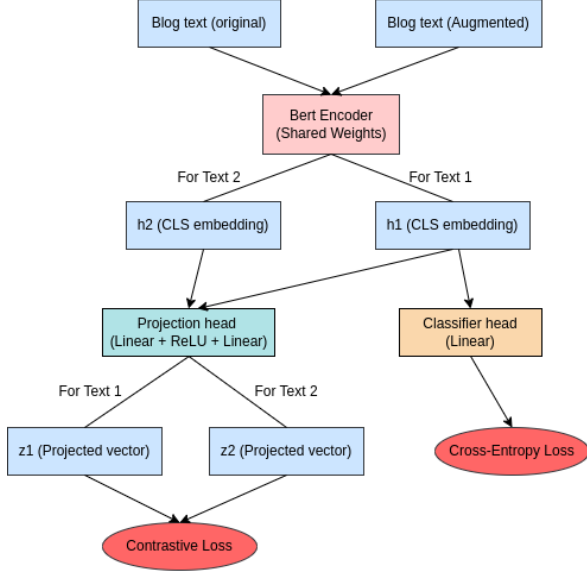 Blog text (original)
Blog text (Augmented)
Bert Encoder
(Shared Weights)
For Text 2
For Text 1
h2 (CLS embedding)
h1 (CLS embedding)
Projection head
(Linear + ReLU + Linear)
Classifier head
(Linear)
For Text 1
For Text 2
z1 (Projected vector)
z2 (Projected vector)
Cross-Entropy Loss
Contrastive Loss